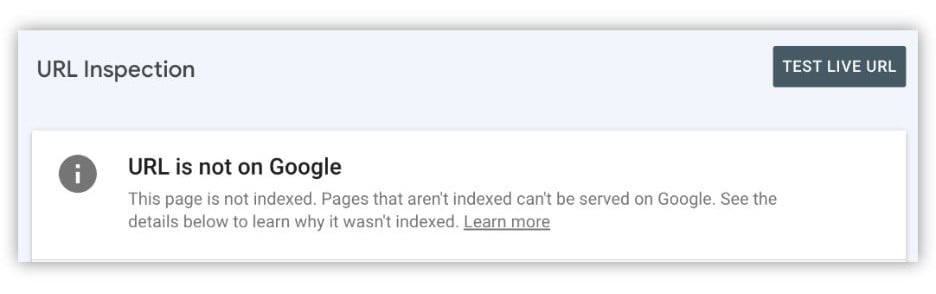 URL Inspection
TEST LIVE URL
URL is not on Google
This page is not indexed. Pages that aren't indexed can't be served on Google. See the
details below to learn why it wasn't indexed. Learn more